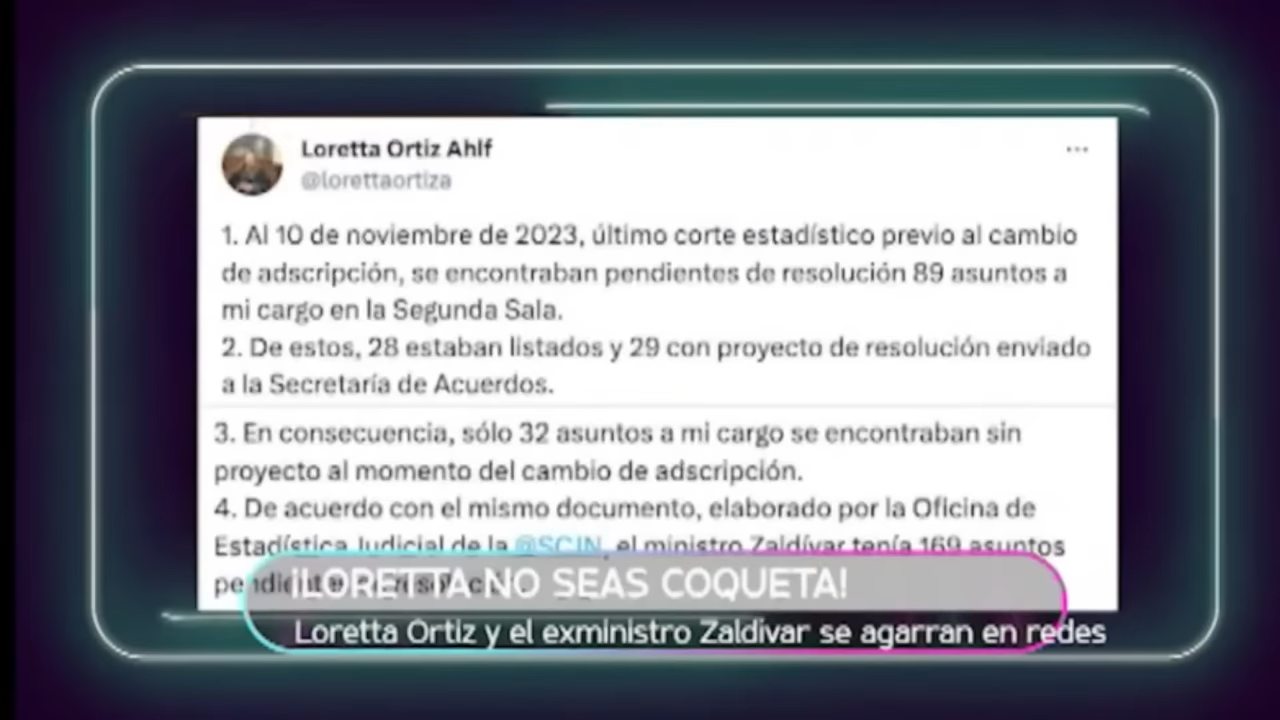 Loretta Ortiz Ahlf
@lorettaortiza
1. Al 10 de noviembre de 2023, último corte estadístico previo al cambio
de adscripción, se encontraban pendientes de resolución 89 asuntos a
mi cargo en la Segunda Sala.
2. De estos, 28 estaban listados y 29 con proyecto de resolución enviado
a la Secretaría de Acuerdos.
3. En consecuencia, sólo 32 asuntos a mi cargo se encontraban sin
proyecto al momento del cambio de adscripción.
4. De acuerdo con el mismo documento, elaborado por la Oficina de
Estadística Judicial de la @SCJN, el ministro Zaldívar tenía 169 asuntos
¡LORETTA NO SEAS COQUETA!
Loretta Ortiz y el exministro Zaldivar se agarran en redes